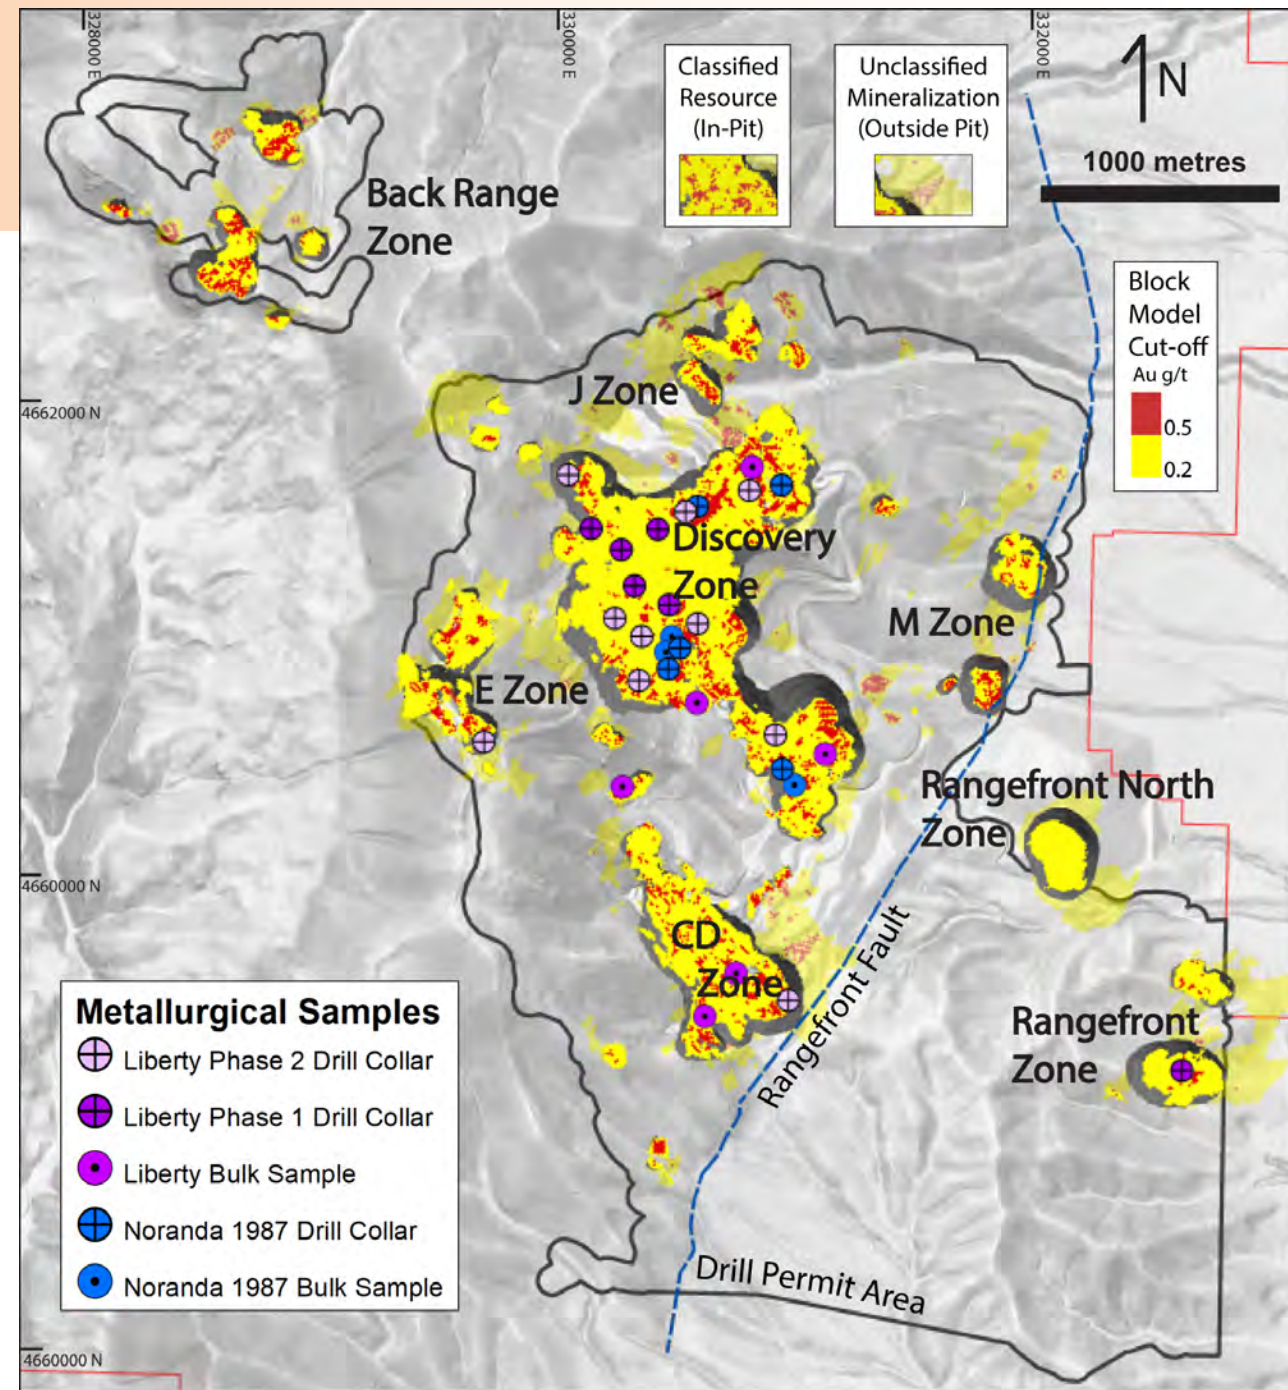 328000 E
330000 E
332000 E
Classified
Resource
(In-Pit)
Unclassified
Mineralization
(Outside Pit)
N
1000 metres
Back Range
Zone
Block
Model
Cut-off
Au g/t
0.5
0.2
J Zone
4662000 N
Discovery
Zone
M Zone
E Zone
Rangefront North
Zone
4660000 N
CD
Zone
Rangefront Fault
Rangefront
Zone
Metallurgical Samples
Liberty Phase 2 Drill Collar
Liberty Phase 1 Drill Collar
Liberty Bulk Sample
Noranda 1987 Drill Collar
Noranda 1987 Bulk Sample
Drill Permit Area
4660000 N